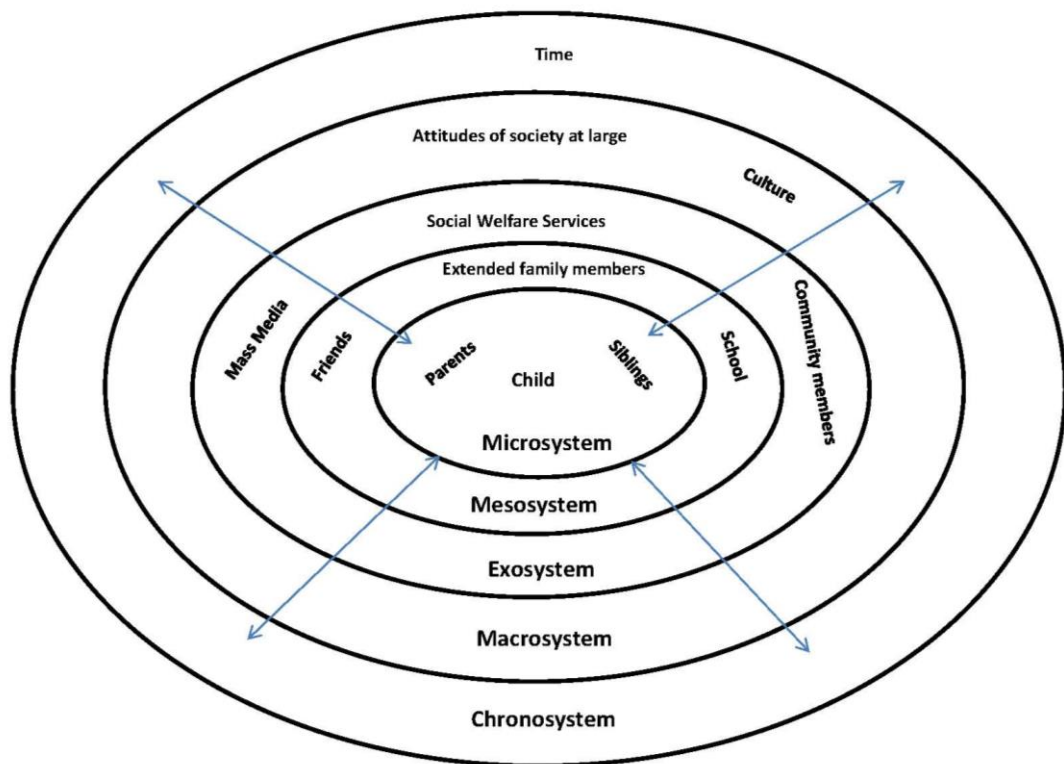 Time
Attitudes of society at large
Culture
Social Welfare Services
Extended family members
Mass Media
Friends
Parents
Child
Siblings
School
Community members
Microsystem
Mesosystem
Exosystem
Macrosystem
Chronosystem